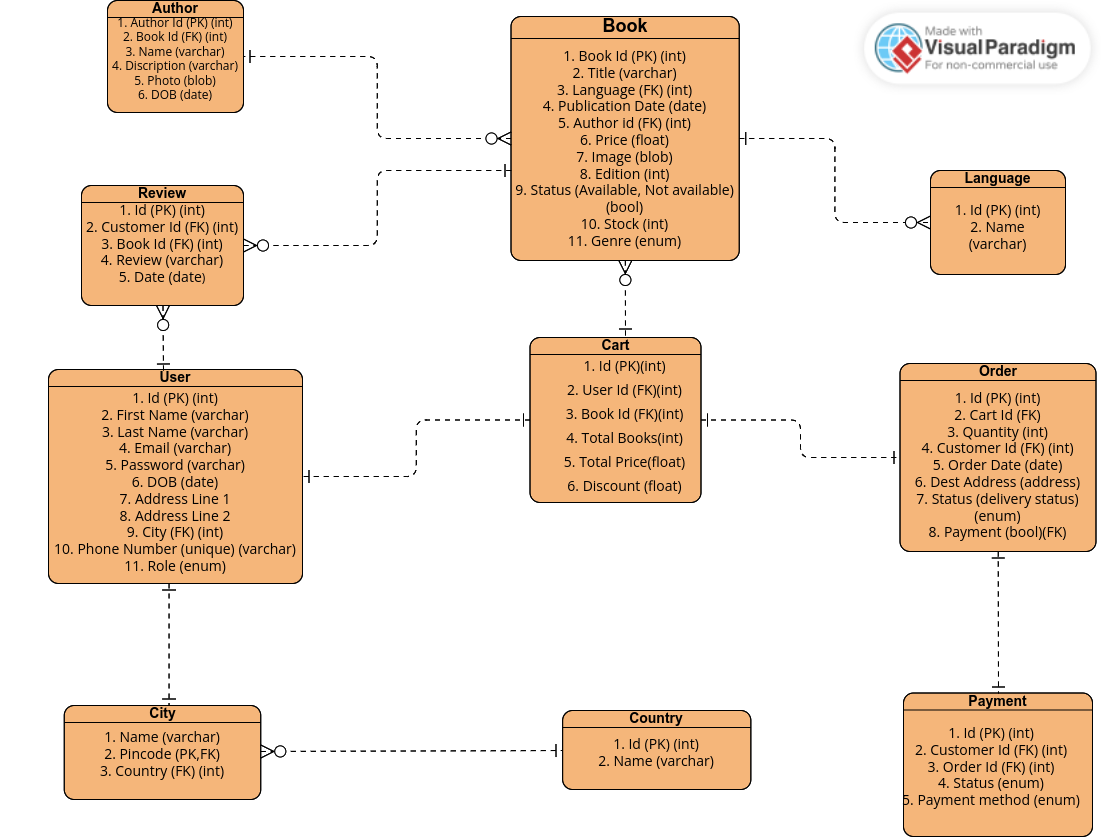 Author
1. Author Id (PK) (int)
2. Book Id (FK) (int)
3. Name (varchar)
4. Discription (varchar)
5. Photo (blob)
6. DOB (date)
Book
1. Book Id (PK) (int)
2. Title (varchar)
3. Language (FK) (int)
4. Publication Date (date)
5. Author id (FK) (int)
6. Price (float)
7. Image (blob)
8. Edition (int)
9. Status (Available, Not available)
(bool)
10. Stock (int)
11. Genre (enum)
Made with
Visual Paradigm
For non-commercial use
Review
1. Id (PK) (int)
2. Customer Id (FK) (int)
3. Book Id (FK) (int)
4. Review (varchar)
5. Date (date)
Language
1. Id (PK) (int)
2. Name
(varchar)
User
1. Id (PK) (int)
2. First Name (varchar)
3. Last Name (varchar)
4. Email (varchar)
5. Password (varchar)
6. DOB (date)
7. Address Line 1
8. Address Line 2
9. City (FK) (int)
10. Phone Number (unique) (varchar)
11. Role (enum)
Cart
1. Id (PK)(int)
2. User Id (FK)(int)
3. Book Id (FK)(int)
4. Total Books(int)
5. Total Price(float)
6. Discount (float)
Order
1. Id (PK) (int)
2. Cart Id (FK)
3. Quantity (int)
4. Customer Id (FK) (int)
5. Order Date (date)
6. Dest Address (address)
7. Status (delivery status)
(enum)
8. Payment (bool)(FK)
City
1. Name (varchar)
2. Pincode (PK,FK)
3. Country (FK) (int)
Country
1. Id (PK) (int)
2. Name (varchar)
Payment
1. Id (PK) (int)
2. Customer Id (FK) (int)
3. Order Id (FK) (int)
4. Status (enum)
5. Payment method (enum)